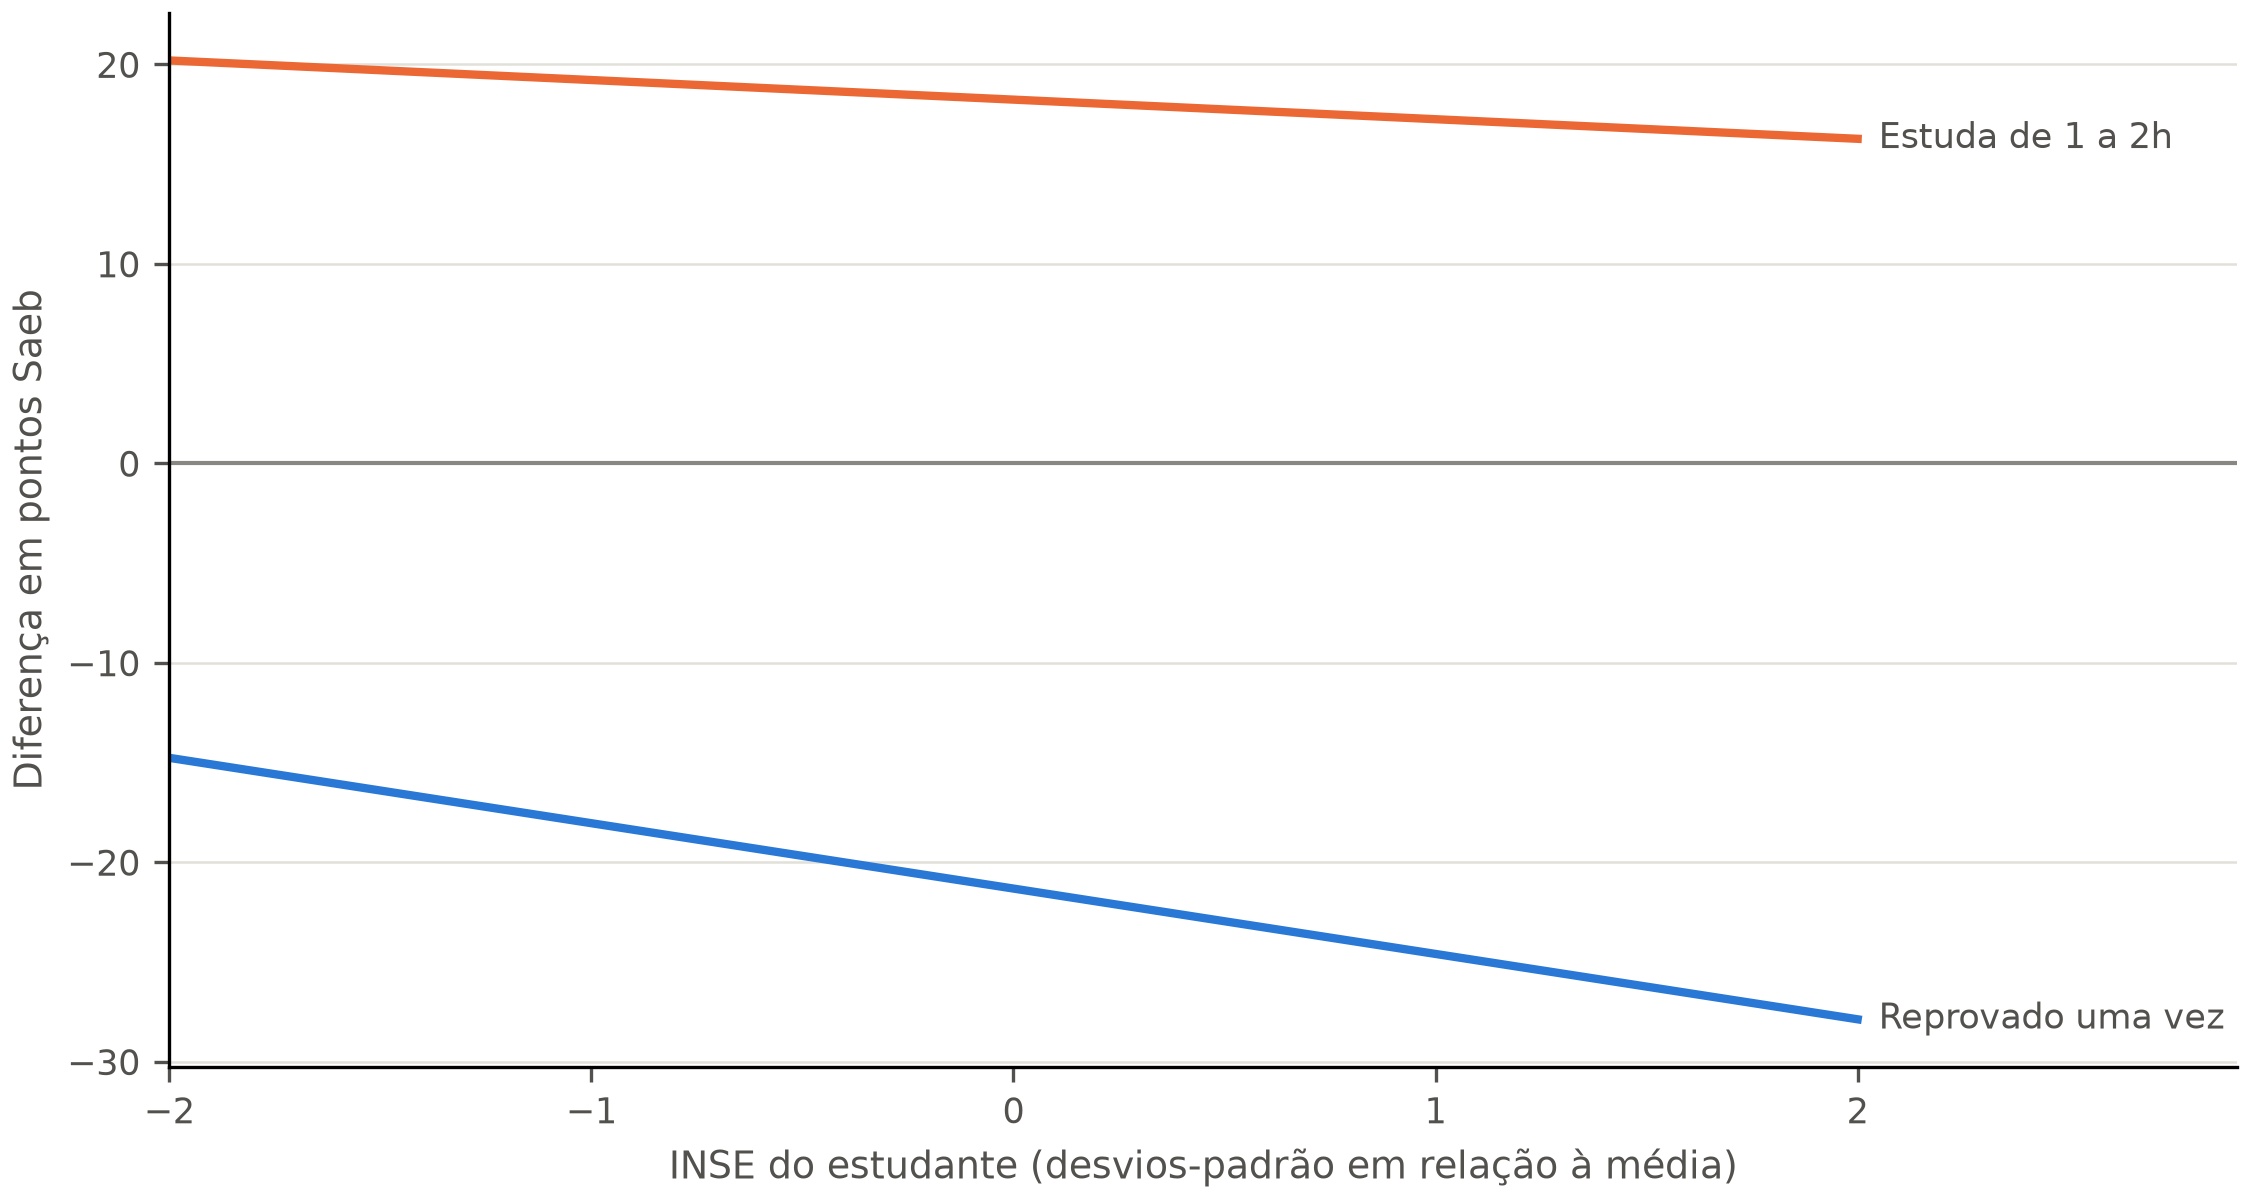 Diferença em pontos Saeb
20
10
0
−10
−20
−30
Estuda de 1 a 2h
Reprovado uma vez
−2
−1
0
1
2
INSE do estudante (desvios-padrão em relação à média)